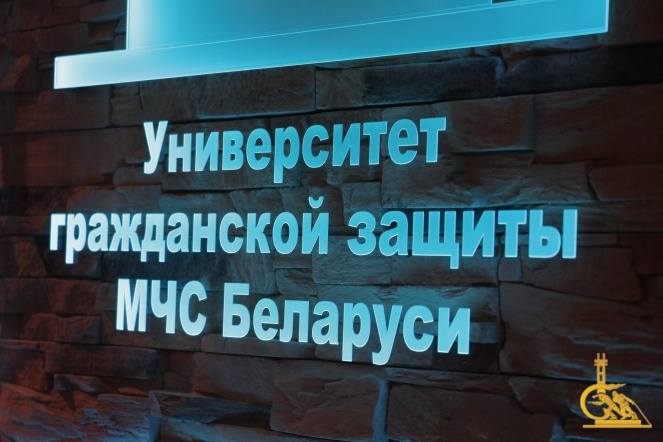 Университет
гражданской защиты
МЧС Беларуси